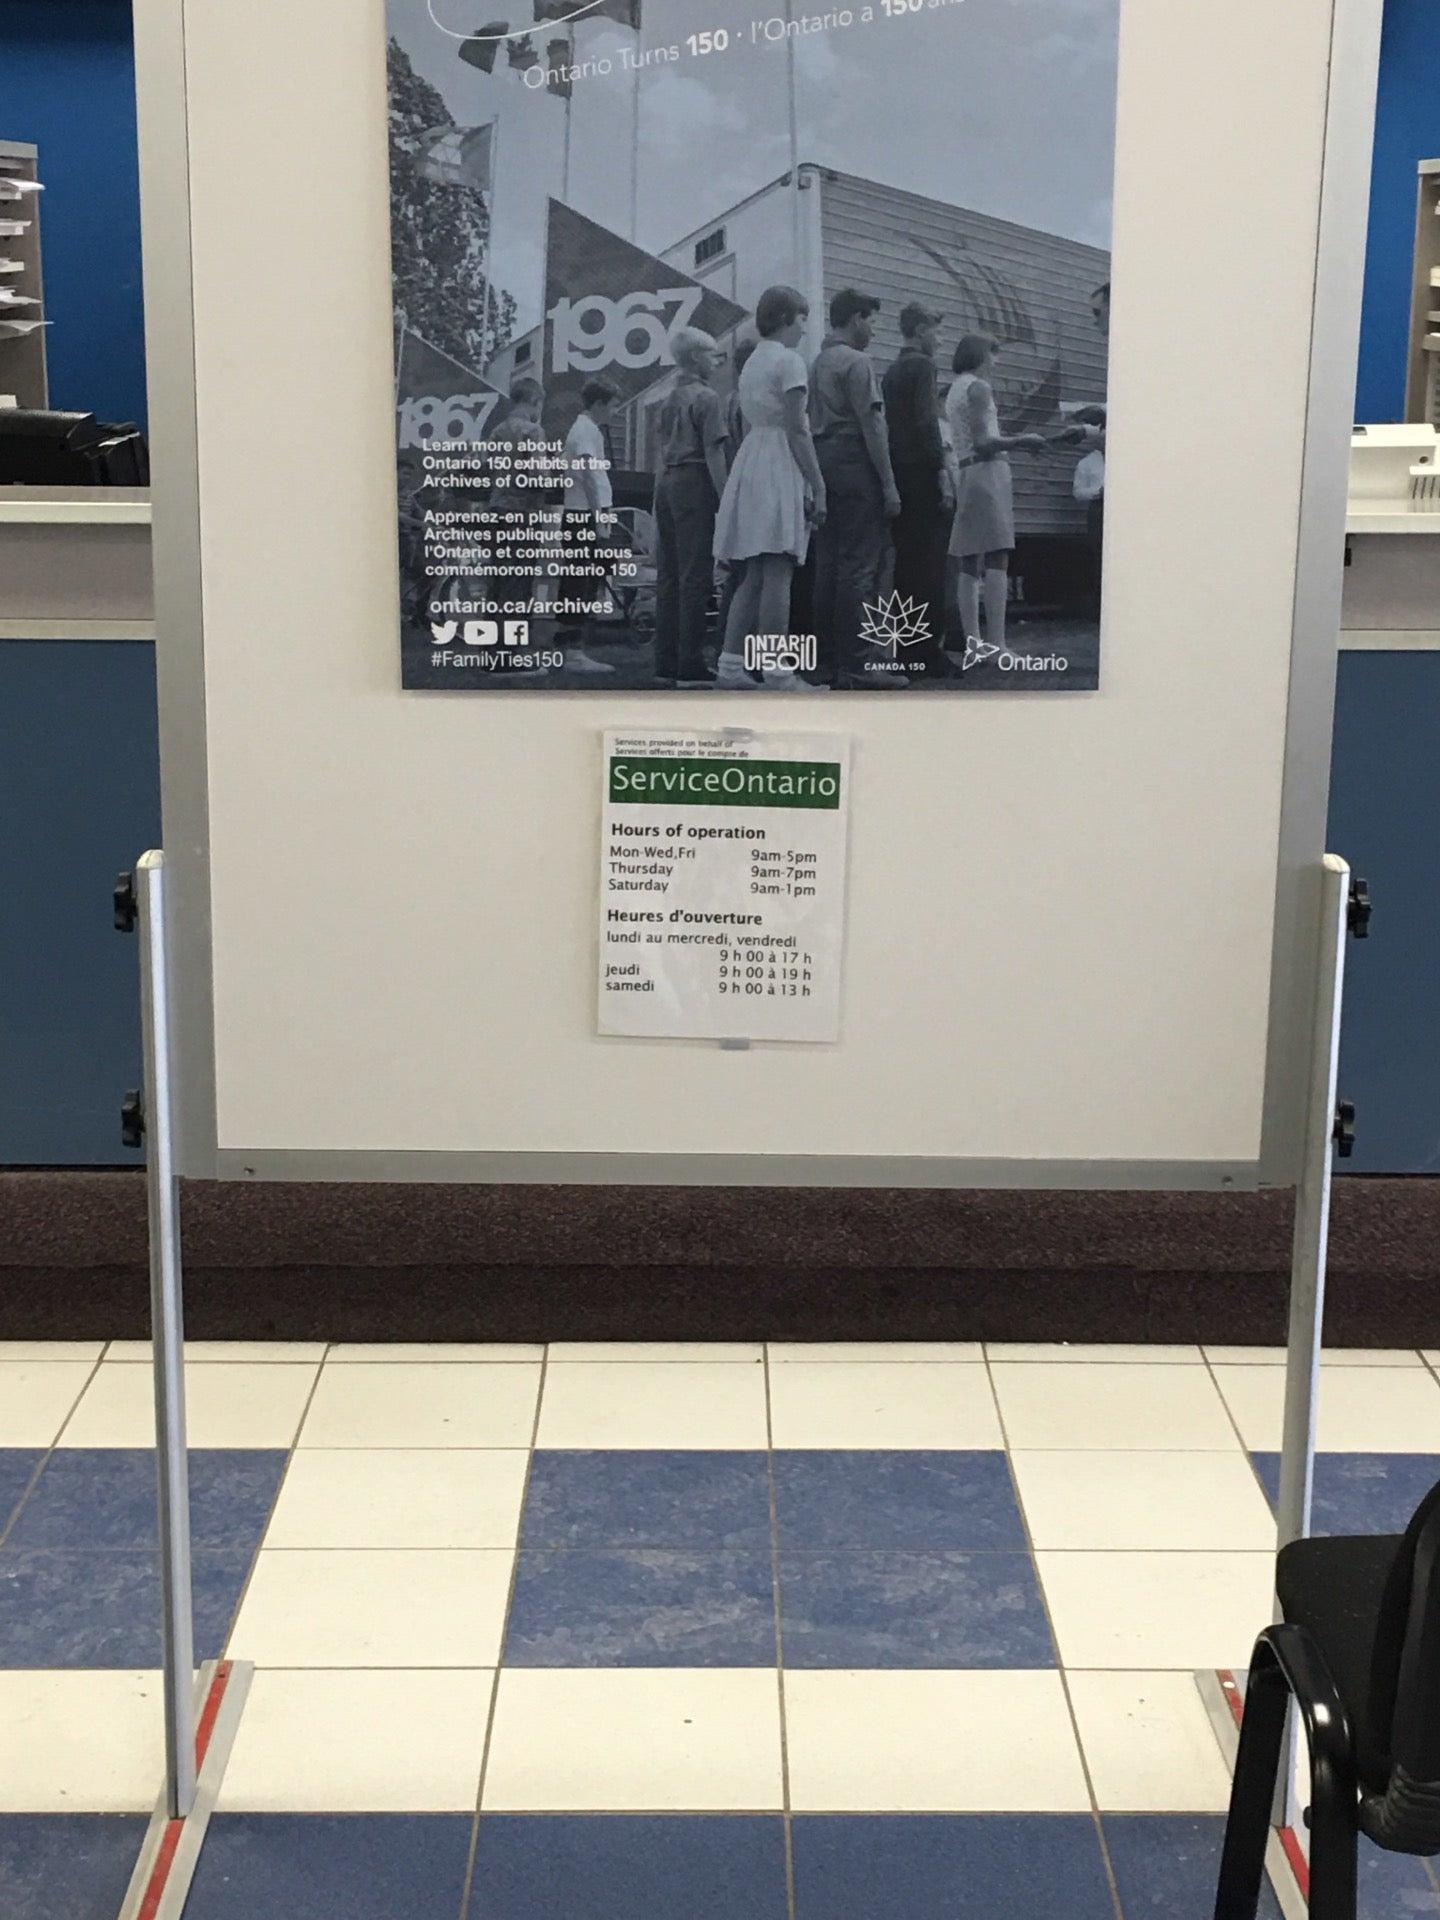 Ontario Turns 150 · l'Ontario a 150 ans
1967
1867
Learn more about
Ontario 150 exhibits at the
Archives of Ontario
Apprenez-en plus sur les
Archives publiques de
l'Ontario et comment nous
commémorons Ontario 150
ontario.ca/archives
#FamilyTies150
ONTARIO
150
CANADA 150
Ontario
Services provided on behalf of
Services offerts pour le compte de
ServiceOntario
Hours of operation
Mon-Wed,Fri 9am-5pm
Thursday 9am-7pm
Saturday 9am-1pm
Heures d'ouverture
lundi au mercredi, vendredi
9 h 00 à 17 h
jeudi 9 h 00 à 19 h
samedi 9 h 00 à 13 h